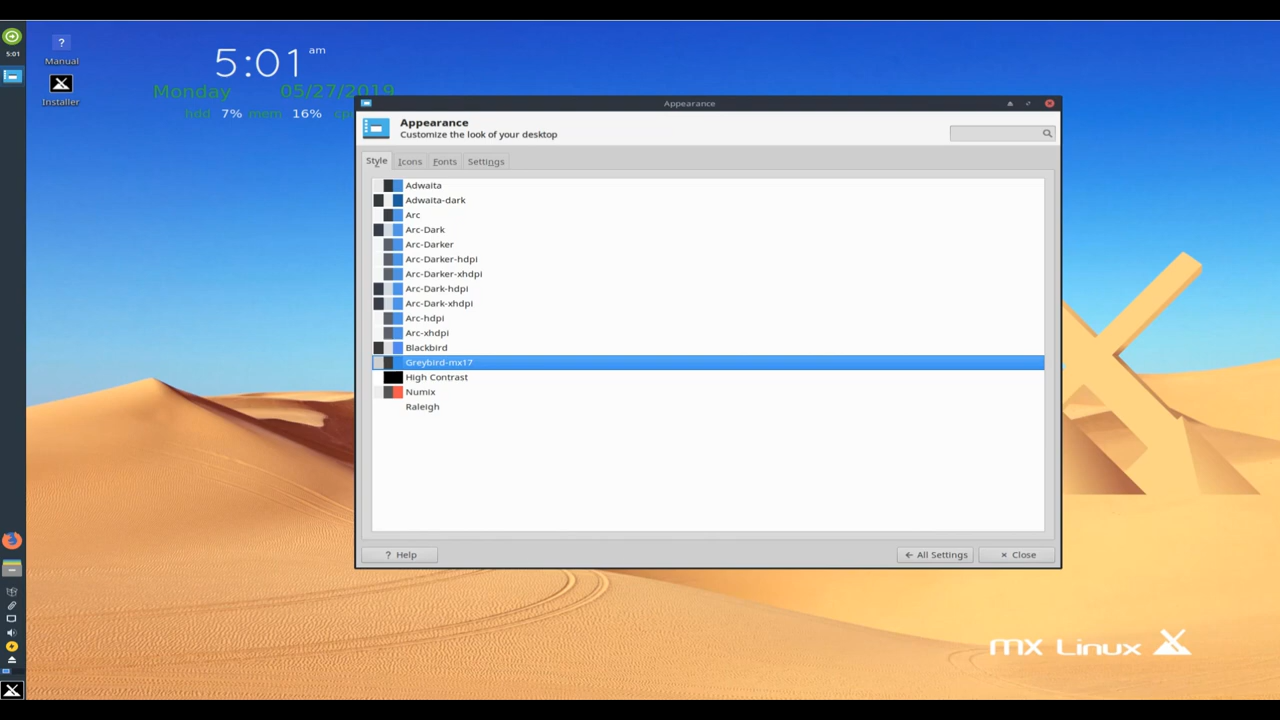 5:01
Manual
Installer
5:01 am
Monday 05/27/2019
hdd 7% mem 16%
Appearance
Appearance
Customize the look of your desktop
Style Icons Fonts Settings
Adwaita
Adwaita-dark
Arc
Arc-Dark
Arc-Darker
Arc-Darker-hdpi
Arc-Darker-xhdpi
Arc-Dark-hdpi
Arc-Dark-xhdpi
Arc-hdpi
Arc-xhdpi
Blackbird
Greybird-mx17
High Contrast
Numix
Raleigh
? Help
All Settings
Close
MX Linux